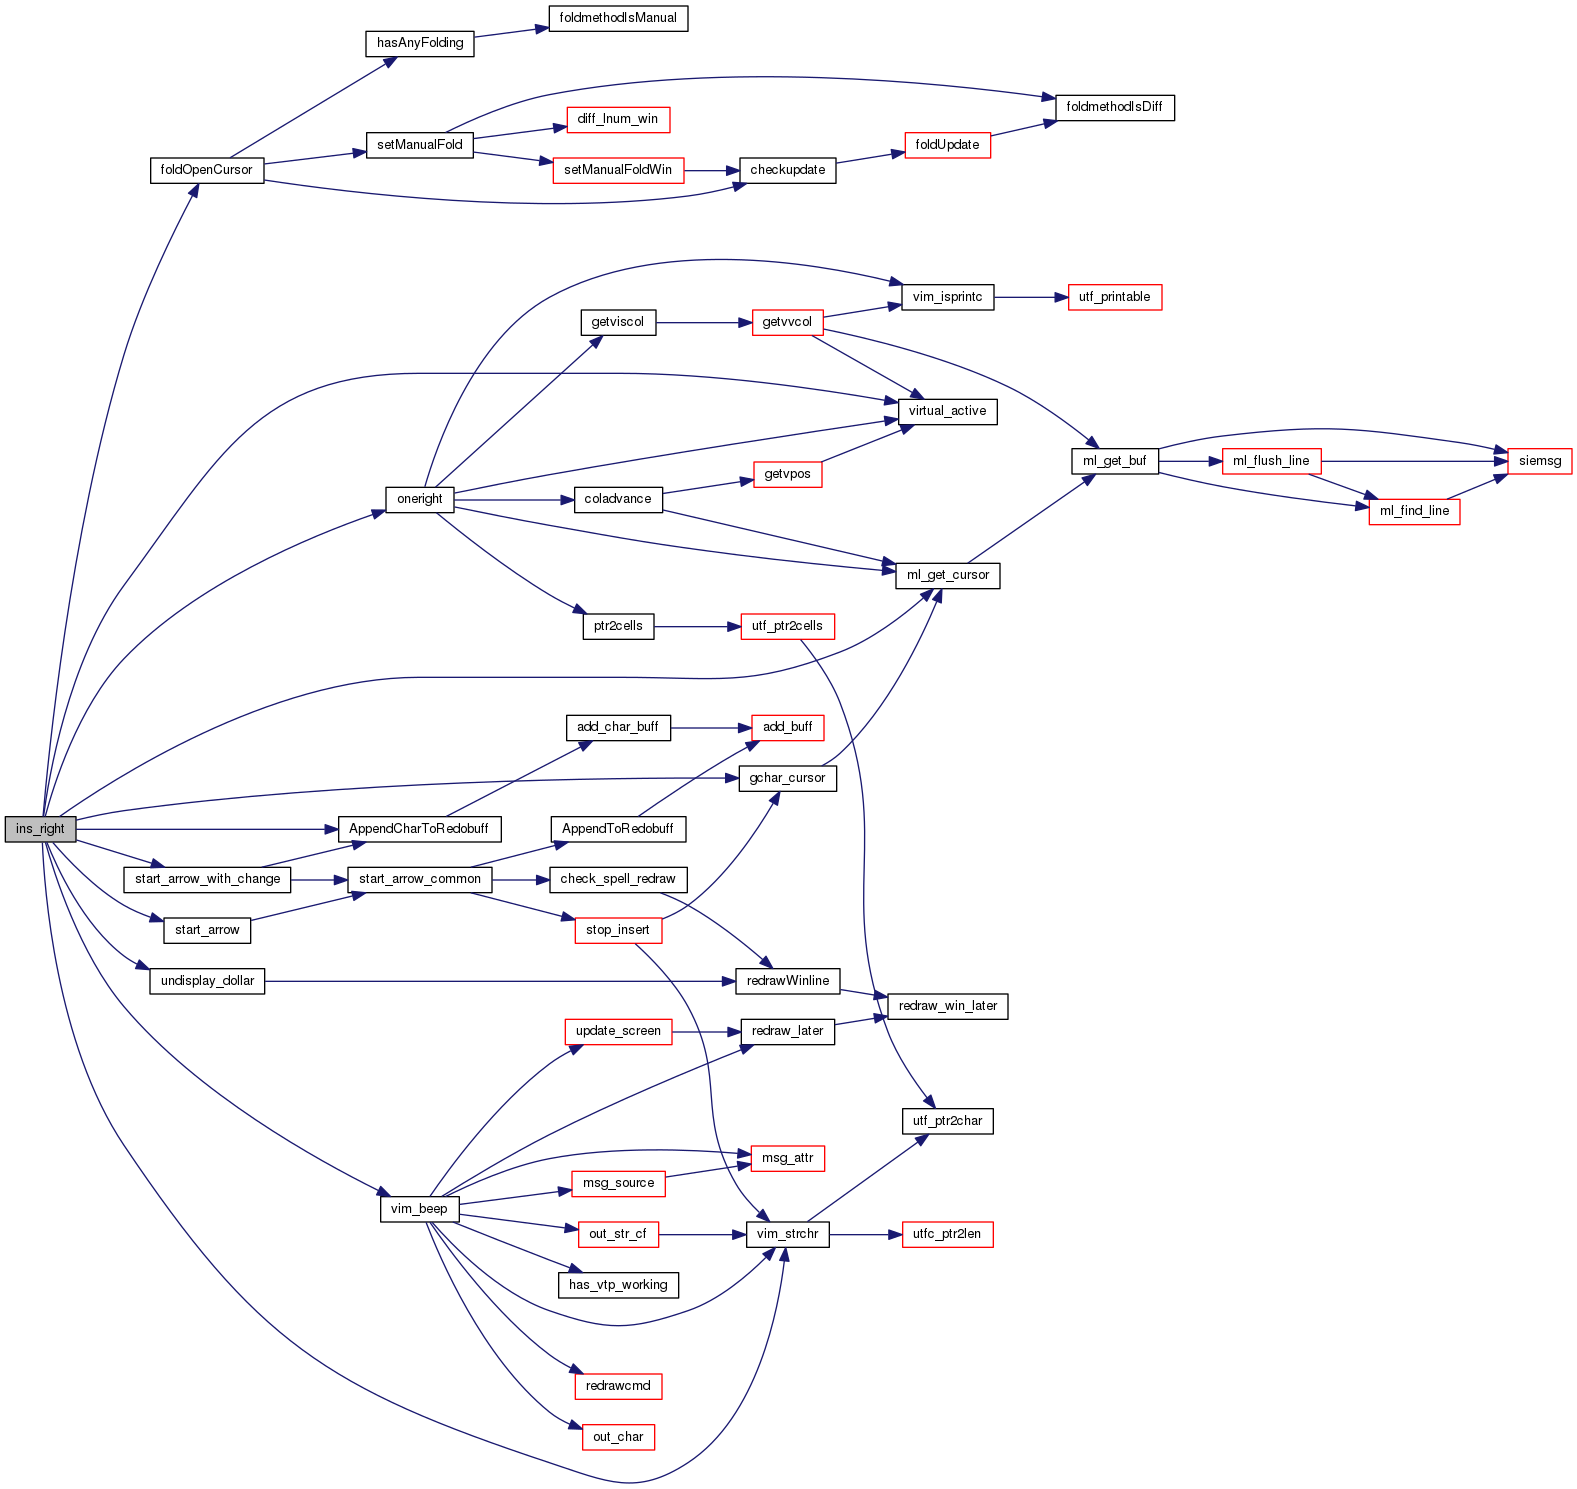 foldmethodIsManual
hasAnyFolding
foldmethodIsDiff
diff_lnum_win
setManualFold
foldUpdate
foldOpenCursor
setManualFoldWin
checkupdate
vim_isprintc
utf_printable
getviscol
getvvcol
virtual_active
ml_get_buf
ml_flush_line
siemsg
getvpos
oneright
coladvance
ml_find_line
ml_get_cursor
ptr2cells
utf_ptr2cells
add_char_buff
add_buff
gchar_cursor
ins_right
AppendCharToRedobuff
AppendToRedobuff
start_arrow_with_change
start_arrow_common
check_spell_redraw
start_arrow
stop_insert
undisplay_dollar
redrawWinline
redraw_win_later
update_screen
redraw_later
utf_ptr2char
msg_attr
msg_source
vim_beep
out_str_cf
vim_strchr
utfc_ptr2len
has_vtp_working
redrawcmd
out_char